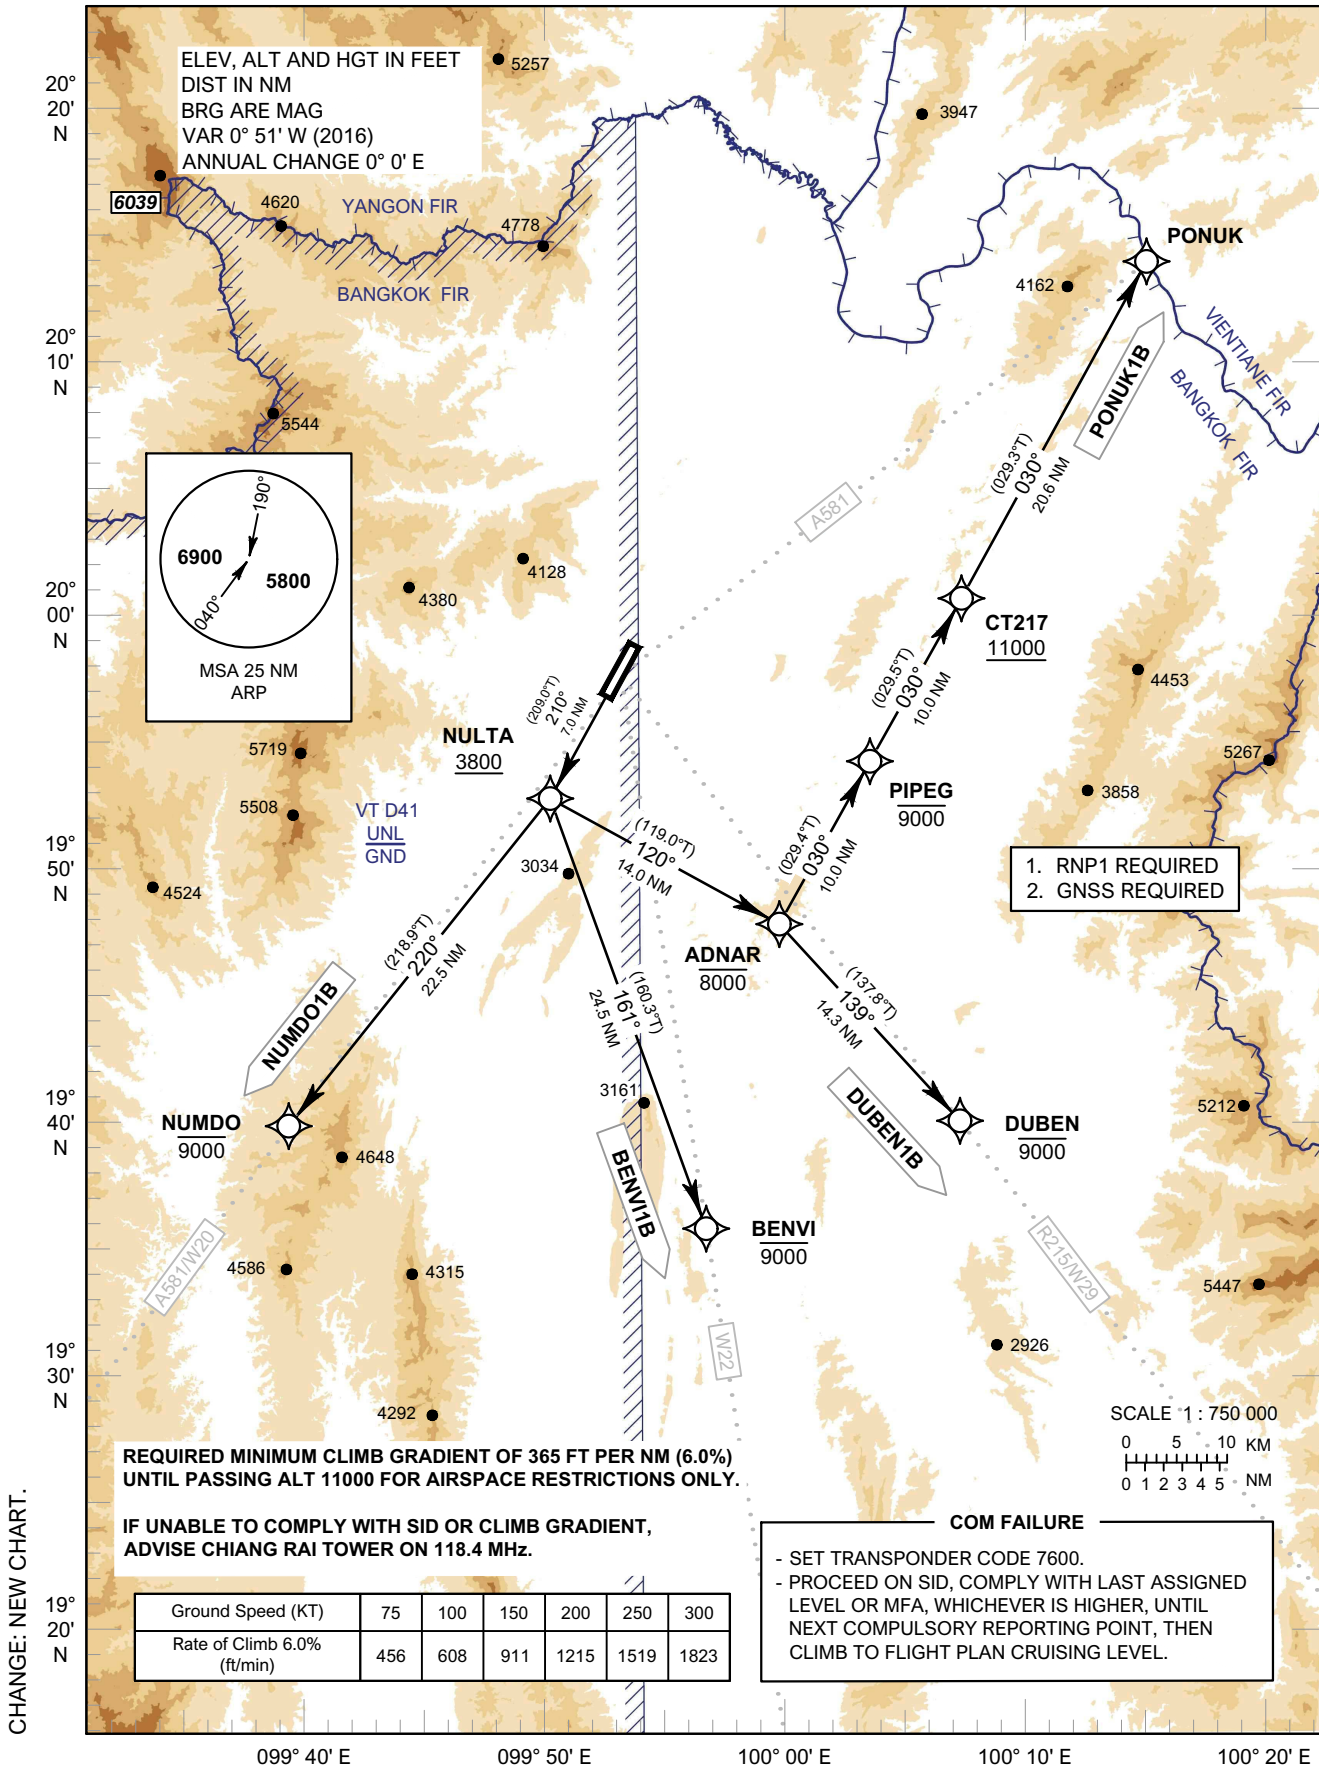 ELEV, ALT AND HGT IN FEET
DIST IN NM
BRG ARE MAG
VAR 0° 51' W (2016)
ANNUAL CHANGE 0° 0' E
5257
3947
20°
20'
N
6039
4620
YANGON FIR
4778
BANGKOK FIR
PONUK
4162
VIENTIANE FIR
BANGKOK FIR
PONUK1B
20°
10'
N
5544
(029.3°T)
030°
20.6 NM
A581
190°
6900
5800
040°
MSA 25 NM
ARP
4128
4380
20°
00'
N
CT217
11000
(029.5°T)
030°
10.0 NM
4453
(209.0°T)
210°
7.0 NM
NULTA
3800
5719
5267
5508
VT D41
UNL
GND
PIPEG
9000
3858
(119.0°T)
120°
14.0 NM
(029.4°T)
030°
10.0 NM
19°
50'
N
3034
4524
1. RNP1 REQUIRED
2. GNSS REQUIRED
(218.9°T)
220°
22.5 NM
ADNAR
8000
(160.3°T)
161°
24.5 NM
(137.8°T)
139°
14.3 NM
NUMDO1B
19°
40'
N
3161
5212
NUMDO
9000
DUBEN1B
DUBEN
9000
4648
BENVI1B
BENVI
9000
A581/W20
4586
4315
R215/W29
5447
W22
19°
30'
N
2926
4292
SCALE 1 : 750 000
0 5 10 KM
0 1 2 3 4 5 NM
REQUIRED MINIMUM CLIMB GRADIENT OF 365 FT PER NM (6.0%)
UNTIL PASSING ALT 11000 FOR AIRSPACE RESTRICTIONS ONLY.
IF UNABLE TO COMPLY WITH SID OR CLIMB GRADIENT,
ADVISE CHIANG RAI TOWER ON 118.4 MHz.
COM FAILURE
- SET TRANSPONDER CODE 7600.
- PROCEED ON SID, COMPLY WITH LAST ASSIGNED
LEVEL OR MFA, WHICHEVER IS HIGHER, UNTIL
NEXT COMPULSORY REPORTING POINT, THEN
CLIMB TO FLIGHT PLAN CRUISING LEVEL.
Ground Speed (KT) 75 100 150 200 250 300
Rate of Climb 6.0%
(ft/min) 456 608 911 1215 1519 1823
19°
20'
N
CHANGE: NEW CHART.
099° 40' E 099° 50' E 100° 00' E 100° 10' E 100° 20' E